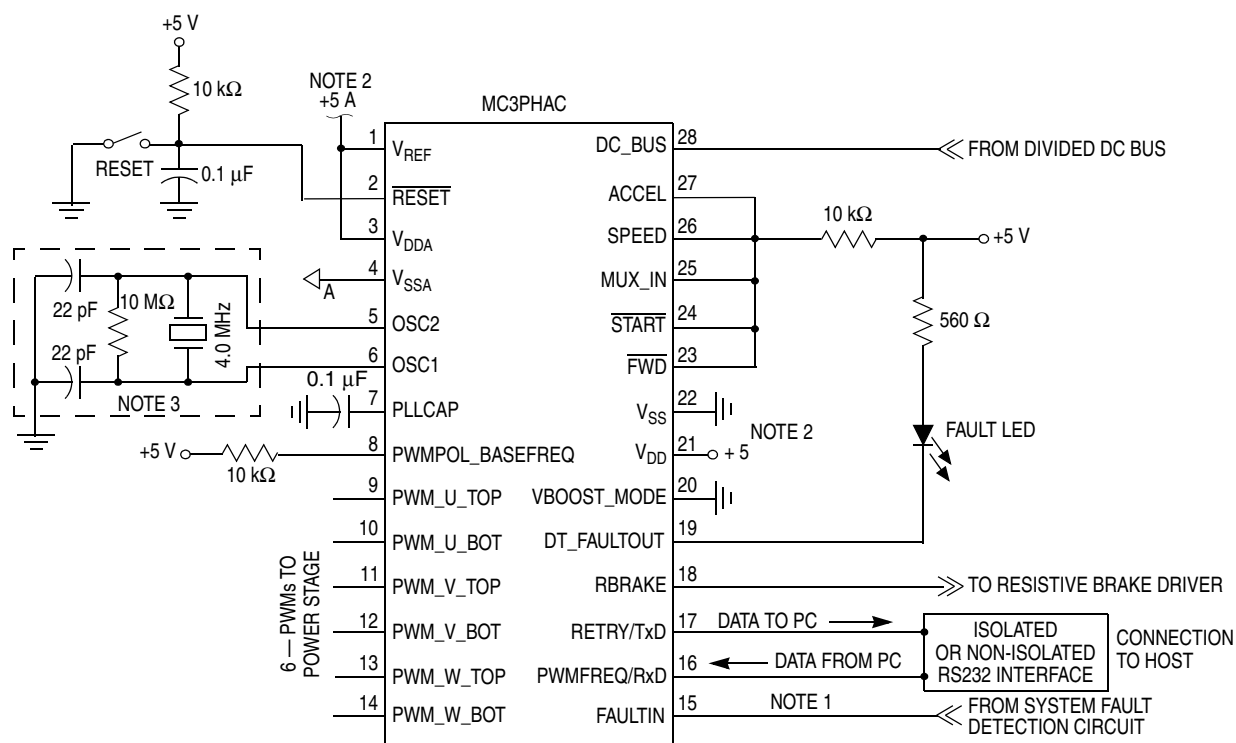 +5 V
10 kΩ
RESET
0.1 μF
NOTE 2
+5 A
MC3PHAC
1
VREF
2
RESET
3
VDDA
4
VSSA
A
5
OSC2
6
OSC1
22 pF
10 MΩ
4.0 MHz
22 pF
NOTE 3
0.1 μF
7
PLLCAP
+5 V
10 kΩ
8
PWMPOL_BASEFREQ
9
PWM_U_TOP
10
PWM_U_BOT
11
PWM_V_TOP
12
PWM_V_BOT
13
PWM_W_TOP
14
PWM_W_BOT
6 — PWMs TO
POWER STAGE
DC_BUS
28
FROM DIVIDED DC BUS
ACCEL
27
SPEED
26
10 kΩ
+5 V
MUX_IN
25
START
24
560 Ω
FWD
23
VSS
22
NOTE 2
VDD
21
+ 5
FAULT LED
VBOOST_MODE
20
DT_FAULTOUT
19
RBRAKE
18
TO RESISTIVE BRAKE DRIVER
RETRY/TxD
17
DATA TO PC
PWMFREQ/RxD
16
DATA FROM PC
ISOLATED
OR NON-ISOLATED
RS232 INTERFACE
CONNECTION
TO HOST
FAULTIN
15
NOTE 1
FROM SYSTEM FAULT
DETECTION CIRCUIT